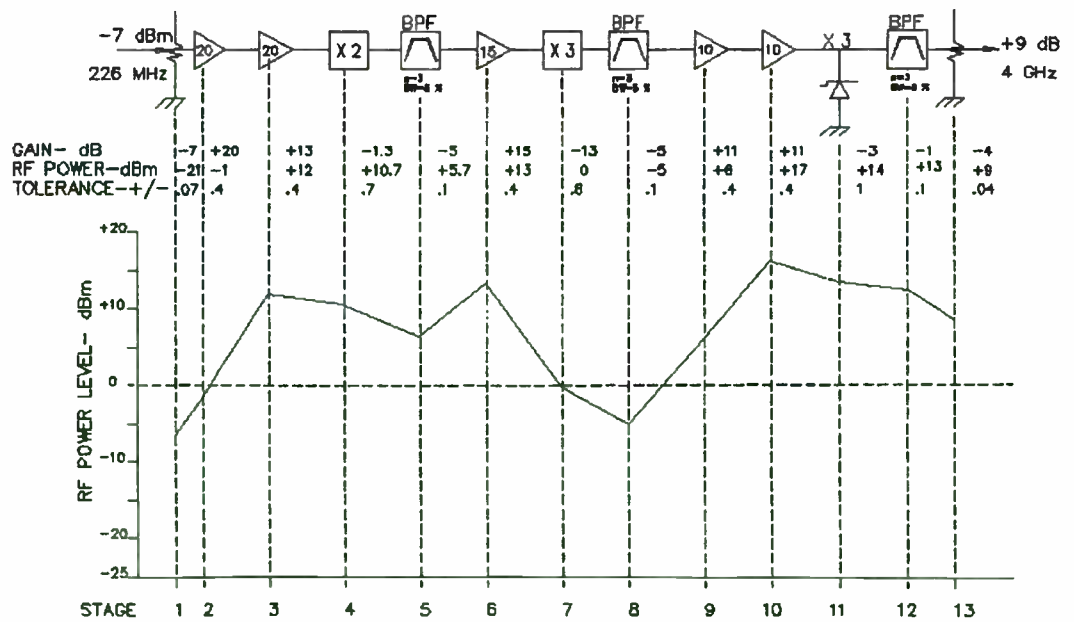 BPF BPF BPF
-7 dBm 20 20 X 2 15 X 3 10 10 X 3 +9 dB
226 MHz 4 GHz
n=3 n=3 n=3
GAIN- dB -7 +20 +13 -1.3 -5 +15 -13 -5 +11 +11 -3 -1 -4
RF POWER-dBm -21 -1 +12 +10.7 +5.7 +13 0 -5 +6 +17 +14 +13 +9
TOLERANCE-+/- .07 .4 .4 .7 .1 .4 .6 .1 .4 .4 1 .1 .04
+20
+10
0
-10
-20
-25
RF POWER LEVEL- dBm
STAGE 1 2 3 4 5 6 7 8 9 10 11 12 13